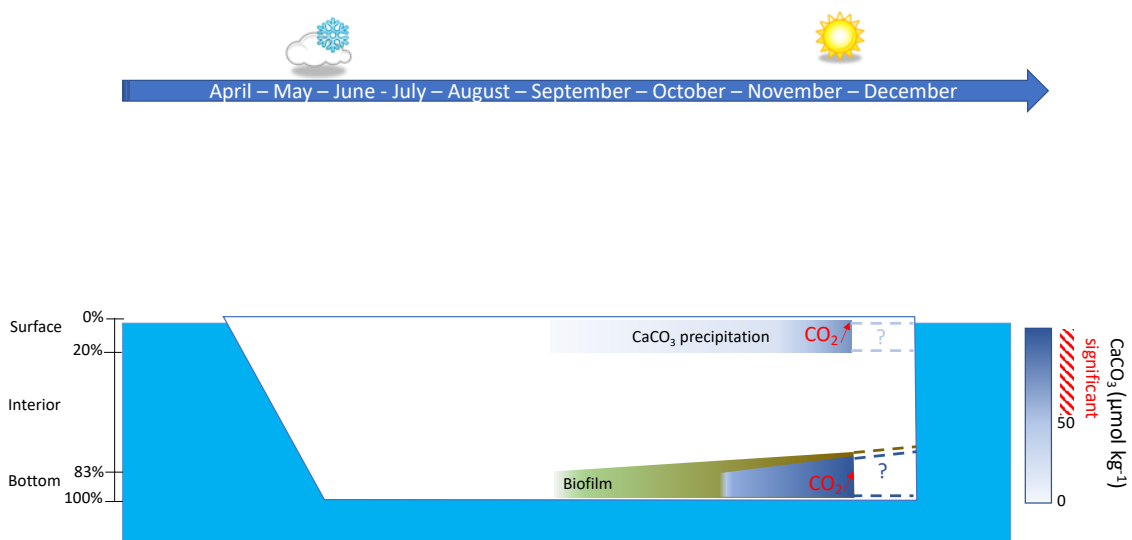 April – May – June - July – August – September – October – November – December
Surface
0%
20%
Interior
83%
Bottom
100%
CaCO₃ precipitation
CO₂
?
Biofilm
CO₂
?
50
0
significant
CaCO₃ (µmol kg⁻¹)